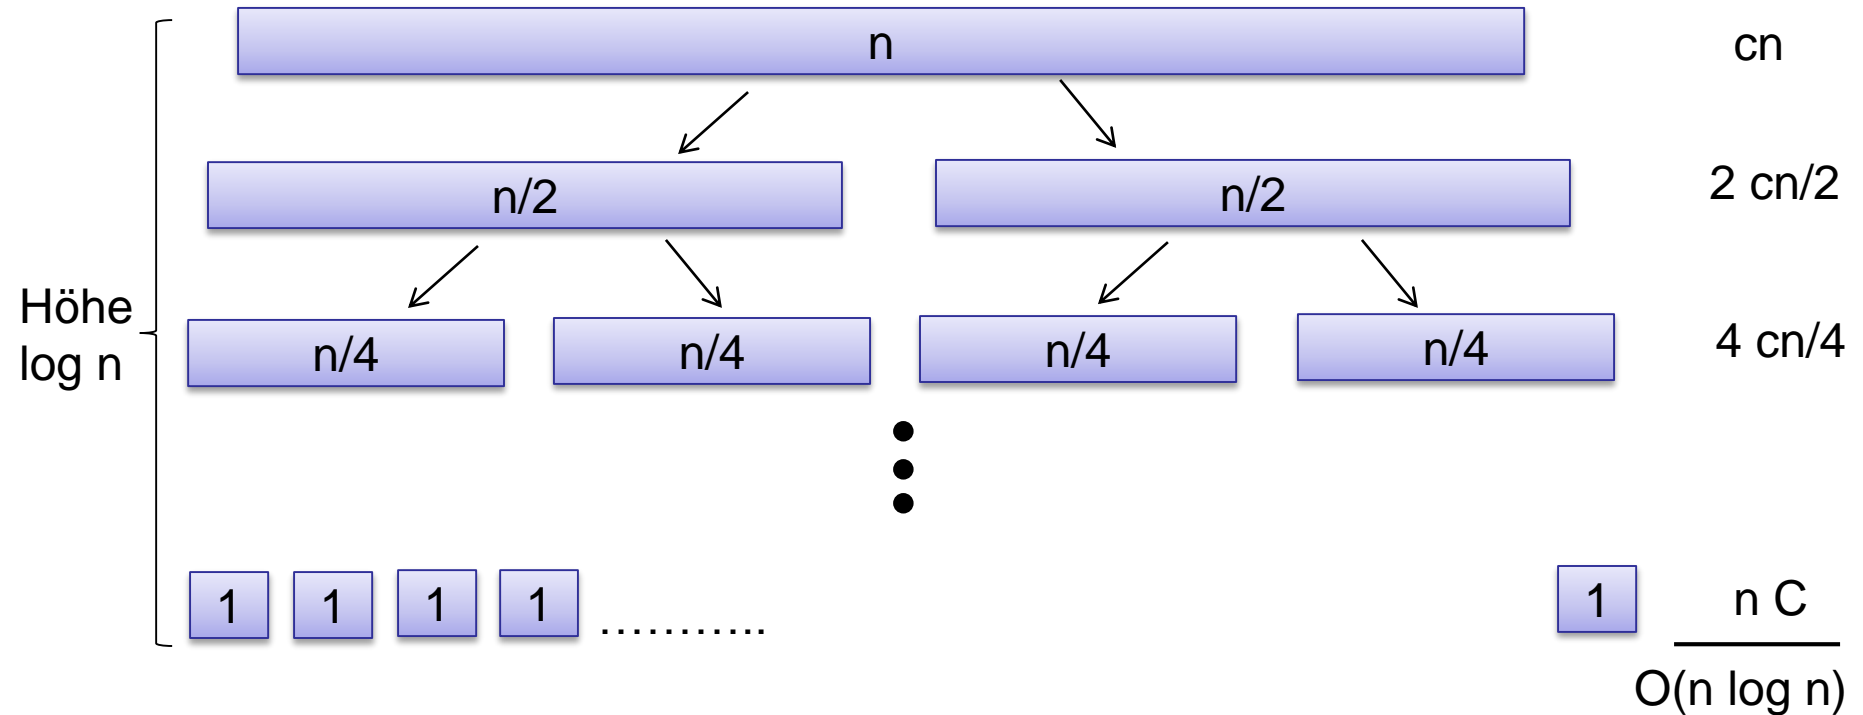 n
cn
n/2
n/2
2 cn/2
Höhe
log n
n/4
n/4
n/4
n/4
4 cn/4
1
1
1
1
...........
1
n C
O(n log n)